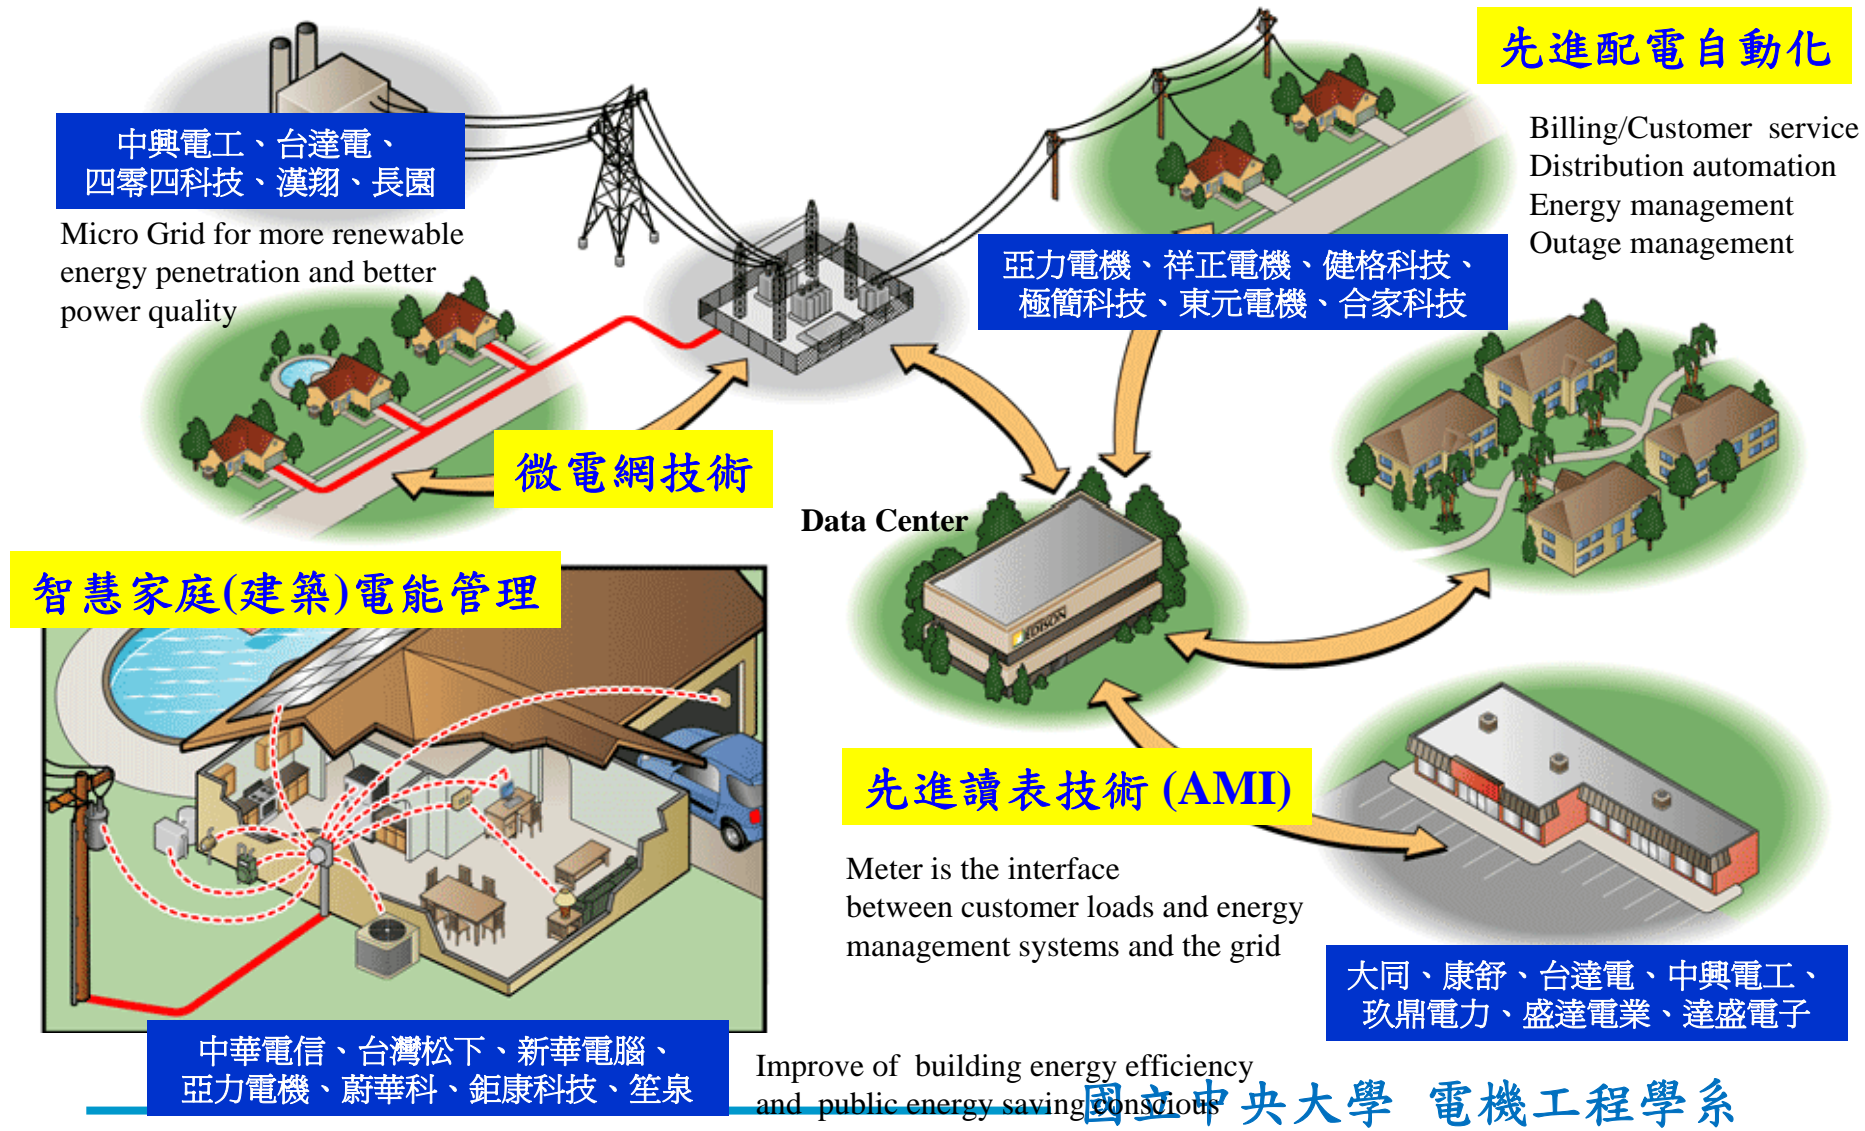 先進配電自動化
Billing/Customer service
Distribution automation
Energy management
Outage management
中興電工、台達電、
四零四科技、漢翔、長園
Micro Grid for more renewable
energy penetration and better
power quality
亞力電機、祥正電機、健格科技、
極簡科技、東元電機、合家科技
微電網技術
Data Center
EDISON
智慧家庭(建築)電能管理
先進讀表技術 (AMI)
Meter is the interface
between customer loads and energy
management systems and the grid
大同、康舒、台達電、中興電工、
玖鼎電力、盛達電業、達盛電子
中華電信、台灣松下、新華電腦、
亞力電機、蔚華科、鉅康科技、笙泉
Improve of building energy efficiency
and public energy saving conscious
國立中央大學 電機工程學系